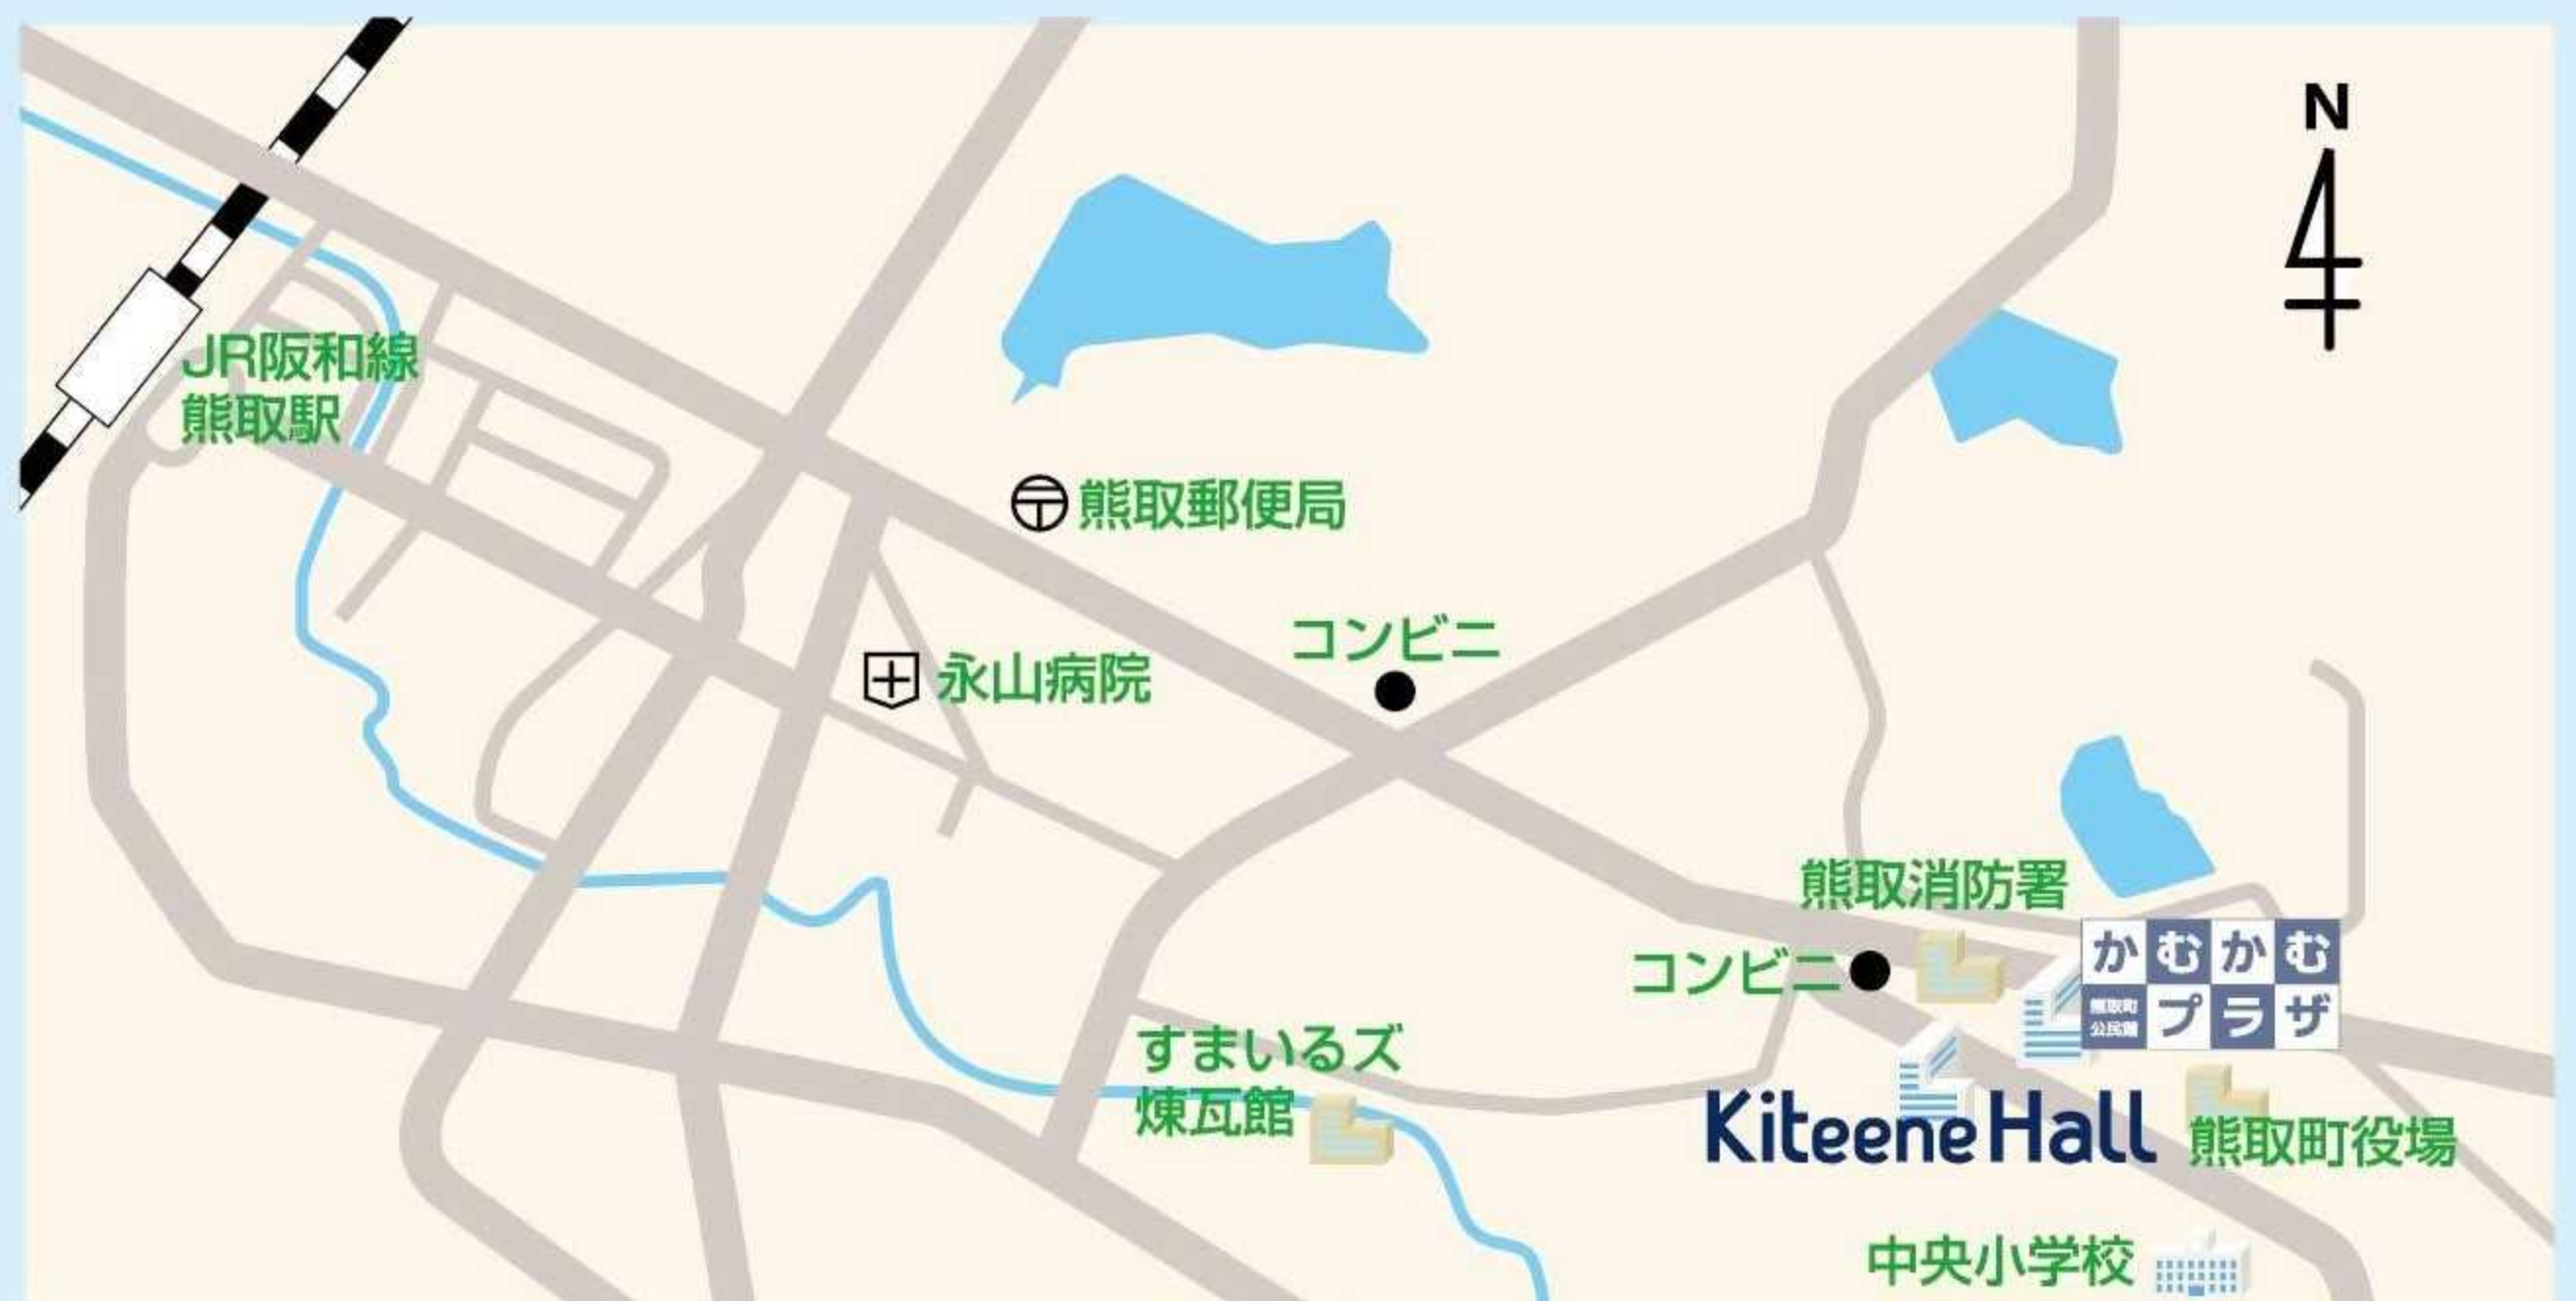 N
JR阪和線
熊取駅
熊取郵便局
コンビニ
永山病院
熊取消防署
コンビニ
かむかむ
熊取町
公民館
プラザ
すまいるズ
煉瓦館
Kiteene Hall
熊取町役場
中央小学校